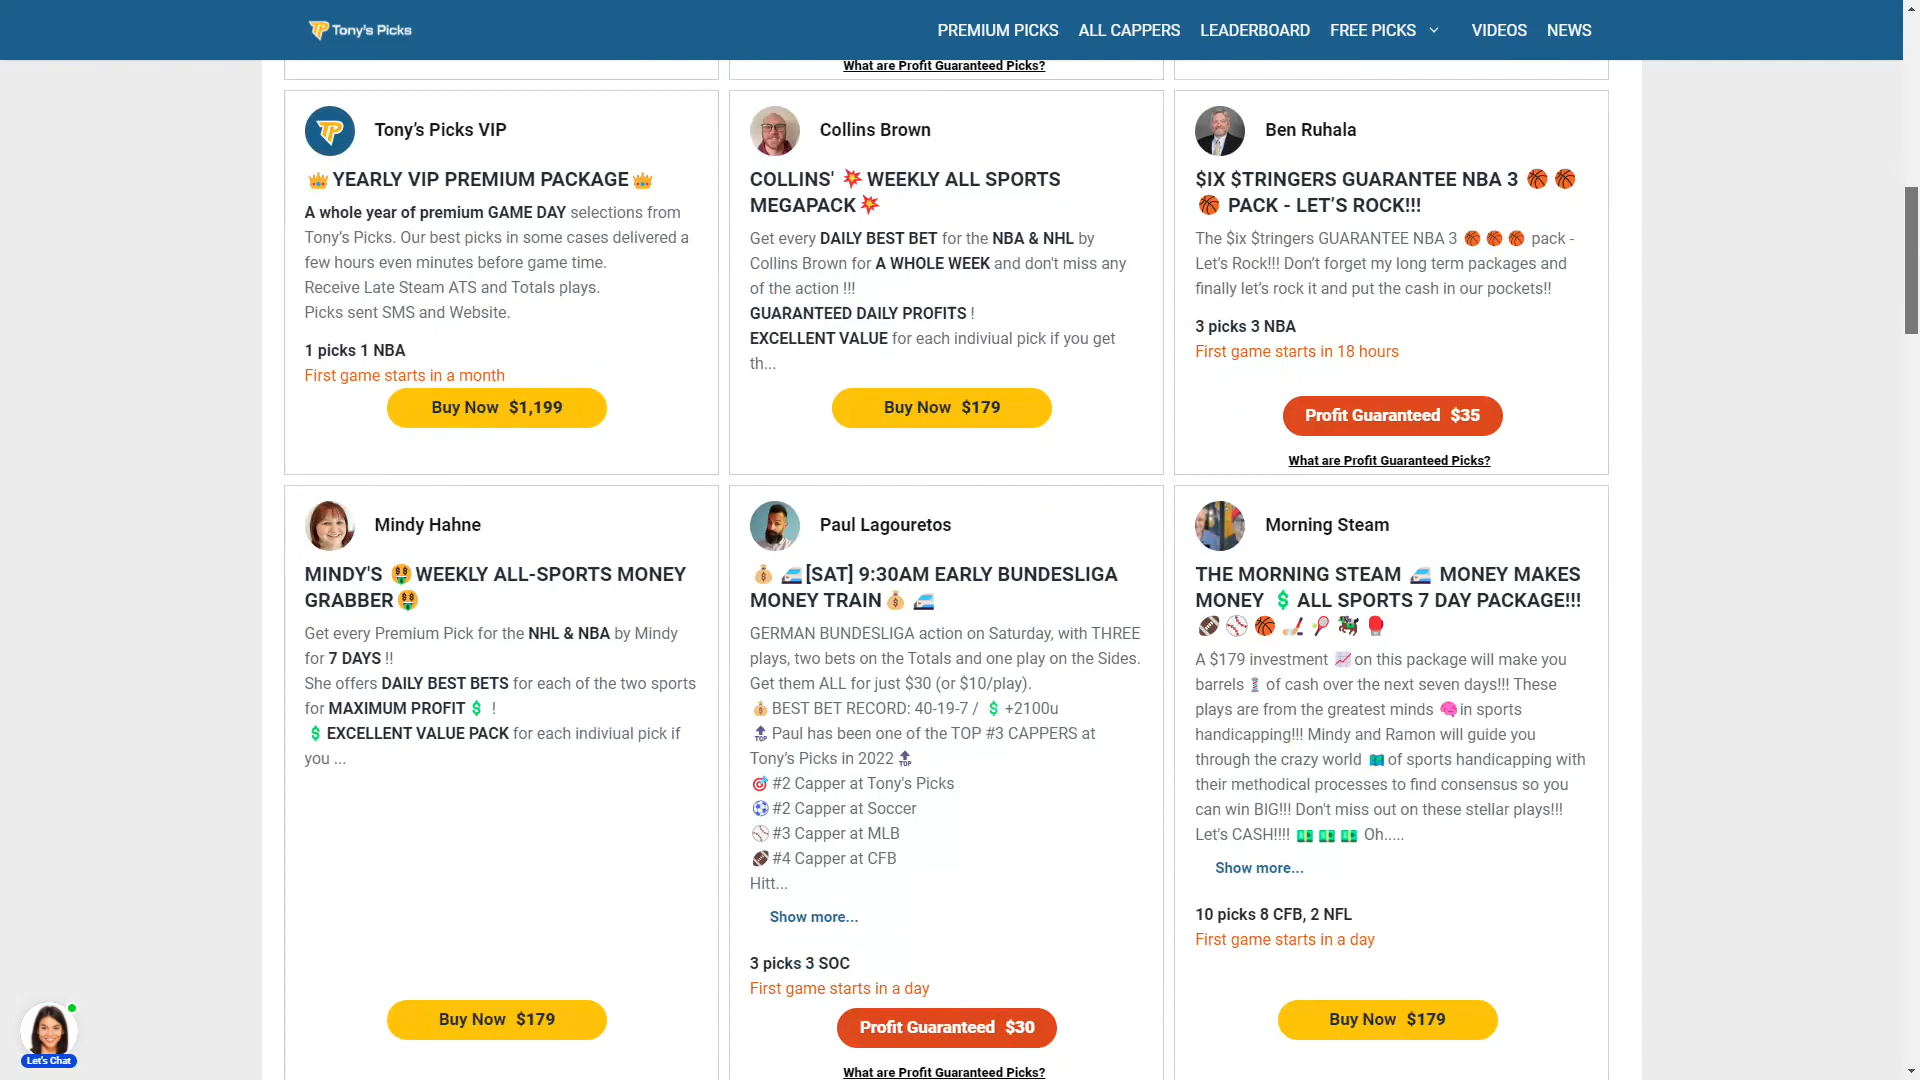 Tony's Picks
PREMIUM PICKS ALL CAPPERS LEADERBOARD FREE PICKS VIDEOS NEWS
What are Profit Guaranteed Picks?
Tony’s Picks VIP
YEARLY VIP PREMIUM PACKAGE
A whole year of premium GAME DAY selections from
Tony’s Picks. Our best picks in some cases delivered a
few hours even minutes before game time.
Receive Late Steam ATS and Totals plays.
Picks sent SMS and Website.
1 picks 1 NBA
First game starts in a month
Buy Now $1,199
Collins Brown
COLLINS' 💥WEEKLY ALL SPORTS
MEGAPACK💥
Get every DAILY BEST BET for the NBA & NHL by
Collins Brown for A WHOLE WEEK and don't miss any
of the action !!!
GUARANTEED DAILY PROFITS !
EXCELLENT VALUE for each indiviual pick if you get
th...
Buy Now $179
Ben Ruhala
$IX $TRINGERS GUARANTEE NBA 3 🏀 🏀
🏀 PACK - LET’S ROCK!!!
The $ix $tringers GUARANTEE NBA 3 🏀 🏀 🏀 pack -
Let’s Rock!!! Don’t forget my long term packages and
finally let’s rock it and put the cash in our pockets!!
3 picks 3 NBA
First game starts in 18 hours
Profit Guaranteed $35
What are Profit Guaranteed Picks?
Mindy Hahne
MINDY'S 🤑WEEKLY ALL-SPORTS MONEY
GRABBER🤑
Get every Premium Pick for the NHL & NBA by Mindy
for 7 DAYS !!
She offers DAILY BEST BETS for each of the two sports
for MAXIMUM PROFIT 💲 !
💲 EXCELLENT VALUE PACK for each indiviual pick if
you ...
Buy Now $179
Paul Lagouretos
💰 🚄[SAT] 9:30AM EARLY BUNDESLIGA
MONEY TRAIN💰 🚄
GERMAN BUNDESLIGA action on Saturday, with THREE
plays, two bets on the Totals and one play on the Sides.
Get them ALL for just $30 (or $10/play).
💰BEST BET RECORD: 40-19-7 / 💲 +2100u
🔝Paul has been one of the TOP #3 CAPPERS at
Tony’s Picks in 2022🔝
🎯#2 Capper at Tony's Picks
⚽#2 Capper at Soccer
⚾#3 Capper at MLB
🏈#4 Capper at CFB
Hitt...
Show more...
3 picks 3 SOC
First game starts in a day
Profit Guaranteed $30
What are Profit Guaranteed Picks?
Morning Steam
THE MORNING STEAM 🚄 MONEY MAKES
MONEY 💲 ALL SPORTS 7 DAY PACKAGE!!!
🏈 ⚾ 🏀 🏒 🎾 🏇 🥊
A $179 investment 📈on this package will make you
barrels 💈of cash over the next seven days!!! These
plays are from the greatest minds 🧠in sports
handicapping!!! Mindy and Ramon will guide you
through the crazy world 🗺of sports handicapping with
their methodical processes to find consensus so you
can win BIG!!! Don't miss out on these stellar plays!!!
Let's CASH!!!! 💵 💵 💵 Oh.....
Show more...
10 picks 8 CFB, 2 NFL
First game starts in a day
Buy Now $179
Let's Chat